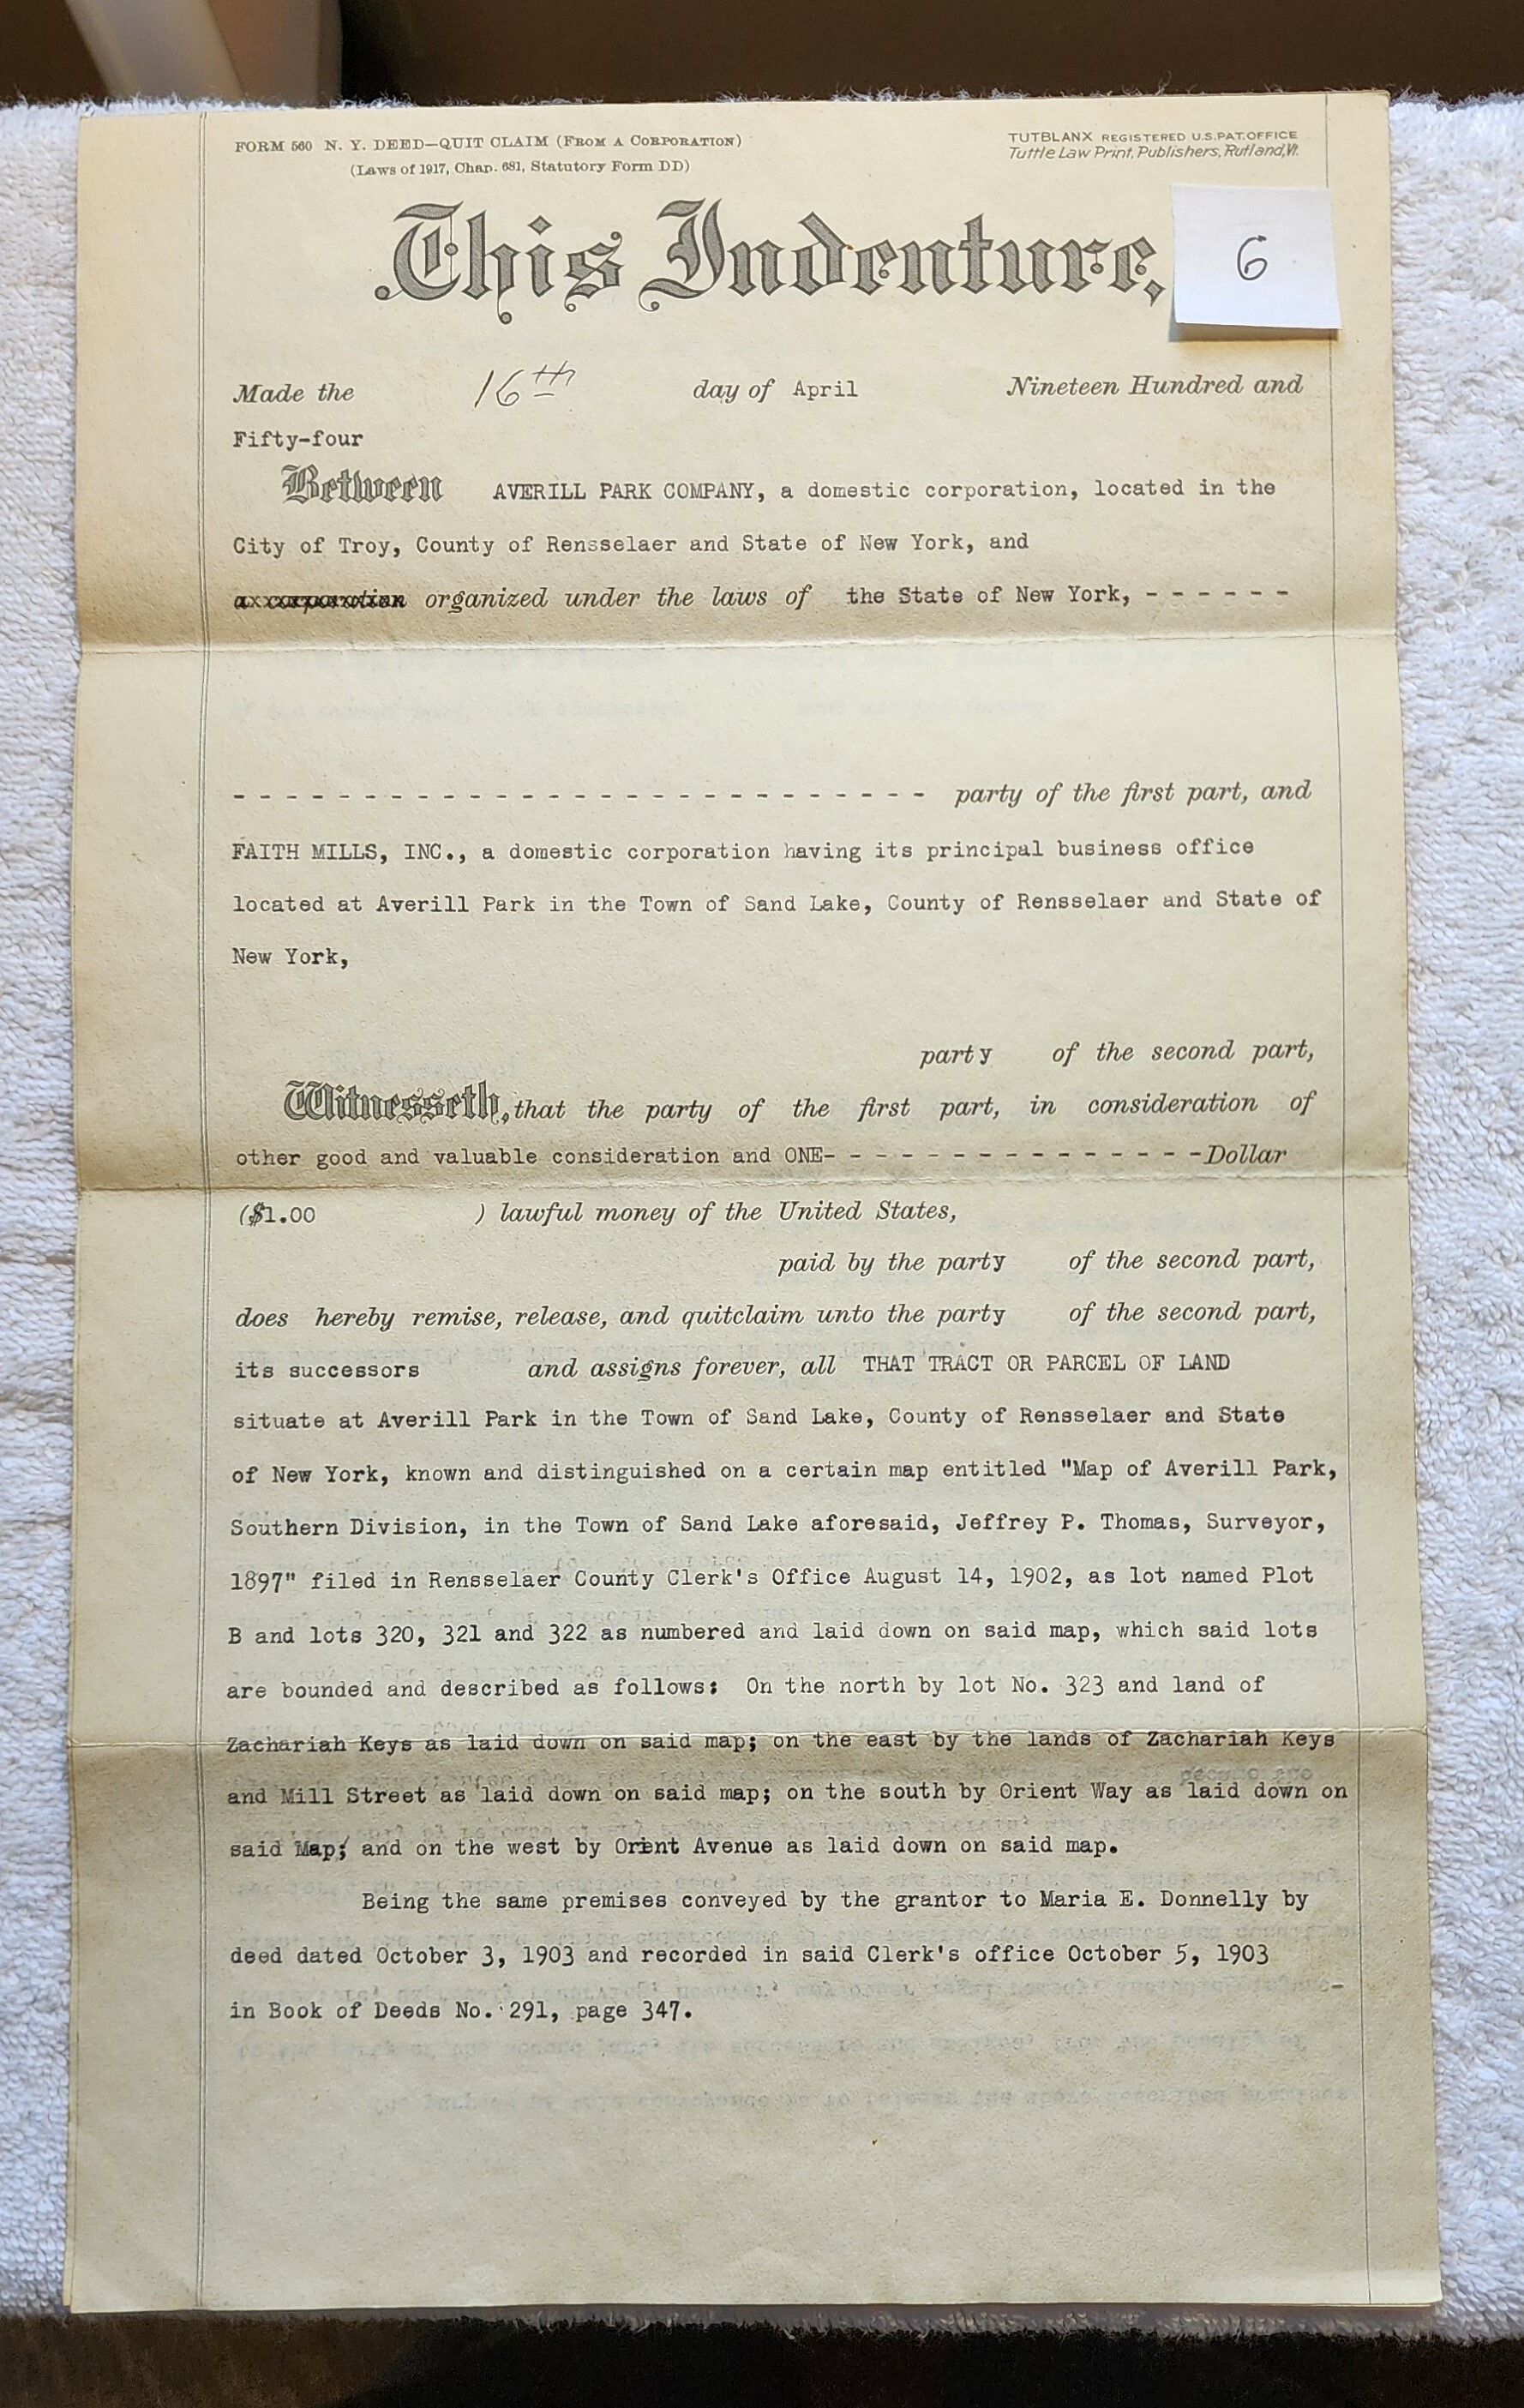 FORM 560 N. Y. DEED—QUIT CLAIM (FROM A CORPORATION)
(Laws of 1917, Chap. 681, Statutory Form DD)
TUTBLANX REGISTERED U.S. PAT. OFFICE
Tuttle Law Print, Publishers, Rutland, Vt.
This Indenture,
6
Made the 16th day of April Nineteen Hundred and
Fifty-four
Between AVERILL PARK COMPANY, a domestic corporation, located in the
City of Troy, County of Rensselaer and State of New York, and
a corporation organized under the laws of the State of New York, - - - - - -
- - - - - - - - - - - - - - - - - - - - - - - - - - - party of the first part, and
FAITH MILLS, INC., a domestic corporation having its principal business office
located at Averill Park in the Town of Sand Lake, County of Rensselaer and State of
New York,
party of the second part,
Witnesseth, that the party of the first part, in consideration of
other good and valuable consideration and ONE- - - - - - - - - - - - - - - -Dollar
($1.00 ) lawful money of the United States,
paid by the party of the second part,
does hereby remise, release, and quitclaim unto the party of the second part,
its successors and assigns forever, all THAT TRACT OR PARCEL OF LAND
situate at Averill Park in the Town of Sand Lake, County of Rensselaer and State
of New York, known and distinguished on a certain map entitled "Map of Averill Park,
Southern Division, in the Town of Sand Lake aforesaid, Jeffrey P. Thomas, Surveyor,
1897" filed in Rensselaer County Clerk's Office August 14, 1902, as lot named Plot
B and lots 320, 321 and 322 as numbered and laid down on said map, which said lots
are bounded and described as follows: On the north by lot No. 323 and land of
Zachariah Keys as laid down on said map; on the east by the lands of Zachariah Keys
and Mill Street as laid down on said map; on the south by Orient Way as laid down on
said Map; and on the west by Orient Avenue as laid down on said map.
Being the same premises conveyed by the grantor to Maria E. Donnelly by
deed dated October 3, 1903 and recorded in said Clerk's office October 5, 1903
in Book of Deeds No. 291, page 347.